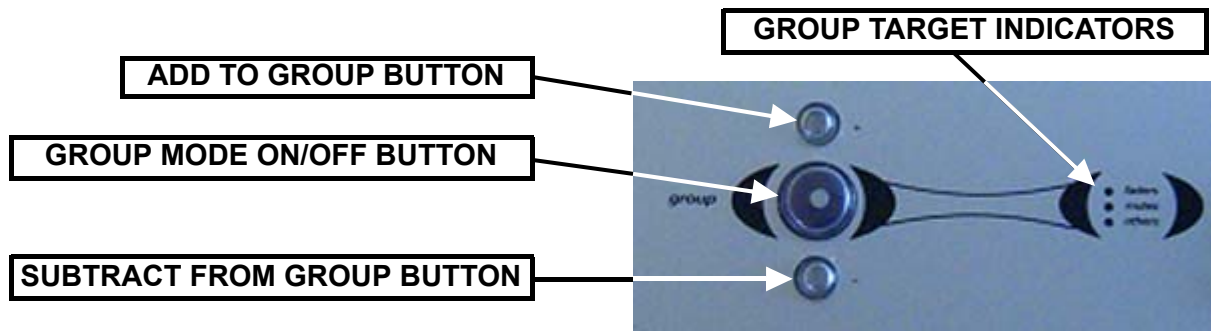 GROUP TARGET INDICATORS
ADD TO GROUP BUTTON
GROUP MODE ON/OFF BUTTON
group
faders
mutes
others
SUBTRACT FROM GROUP BUTTON